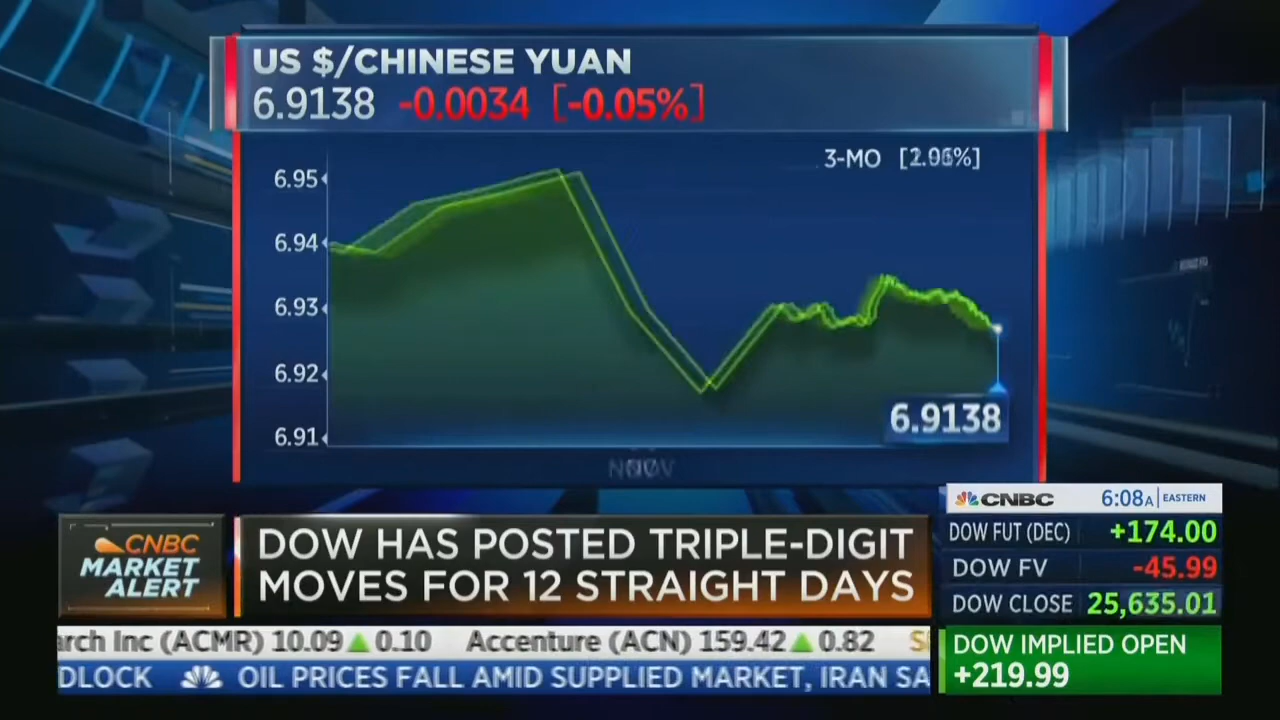 US $/CHINESE YUAN
6.9138 -0.0034 [-0.05%]
3-MO
6.95
6.94
6.93
6.92
6.91
6.9138
CNBC
MARKET
ALERT
DOW HAS POSTED TRIPLE-DIGIT
MOVES FOR 12 STRAIGHT DAYS
CNBC 6:08A EASTERN
DOW FUT (DEC) +174.00
DOW FV -45.99
DOW CLOSE 25,635.01
DOW IMPLIED OPEN
+219.99
arch Inc (ACMR) 10.09 ▲ 0.10 Accenture (ACN) 159.42 ▲ 0.82
DLOCK OIL PRICES FALL AMID SUPPLIED MARKET, IRAN SA